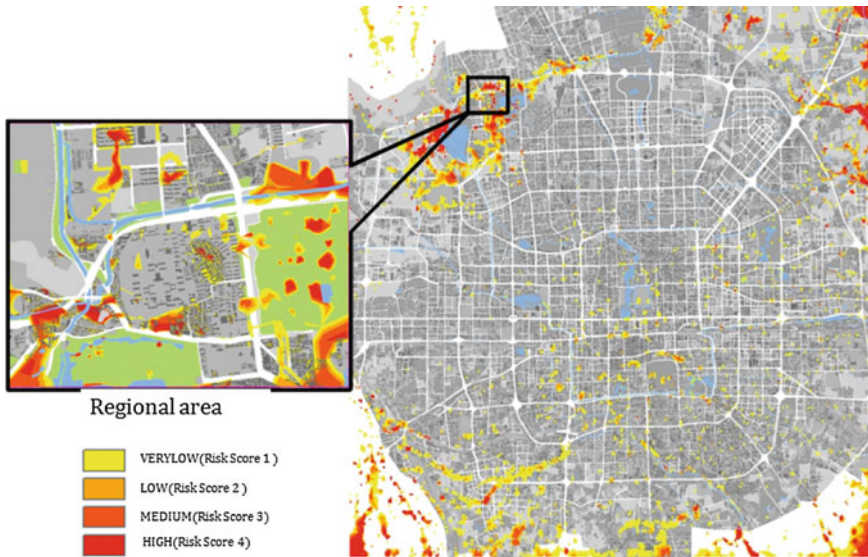 Regional area
VERYLOW(Risk Score 1 )
LOW(Risk Score 2 )
MEDIUM(Risk Score 3)
HIGH(Risk Score 4)